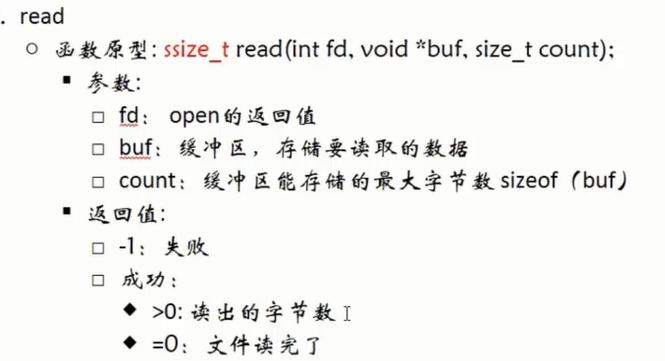 . read
○ 函数原型: ssize_t read(int fd, void *buf, size_t count);
▪ 参数:
□ fd： open的返回值
□ buf：缓冲区，存储要读取的数据
□ count：缓冲区能存储的最大字节数 sizeof（buf）
▪ 返回值:
□ -1：失败
□ 成功：
◆ >0: 读出的字节数
◆ =0：文件读完了